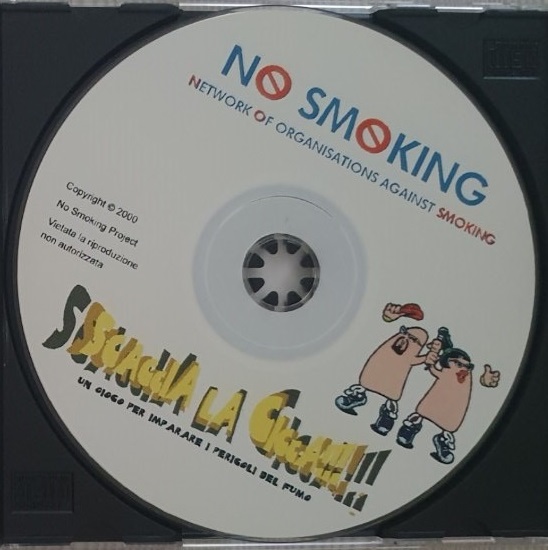 NO SMOKING
NETWORK OF ORGANISATIONS AGAINST SMOKING
Copyright © 2000
No Smoking Project
Vietata la riproduzione
non autorizzata
SCACCIA LA CICCA!!!
UN GIOCO PER IMPARARE I PERICOLI DEL FUMO